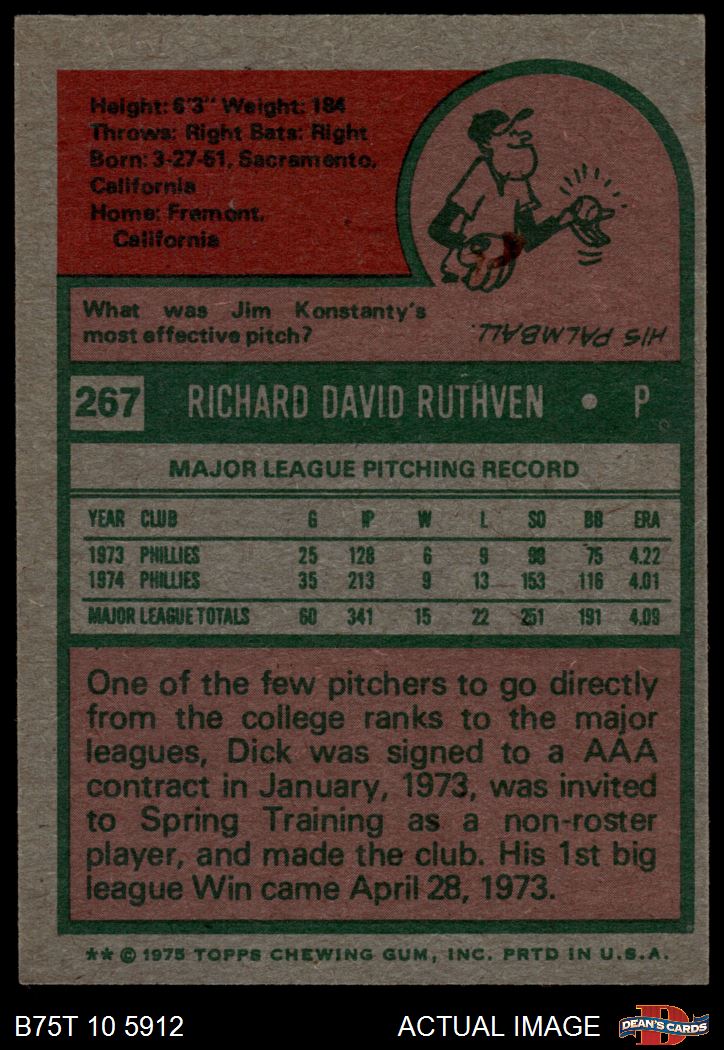 Height: 6'3" Weight: 184
Throws: Right Bats: Right
Born: 3-27-51, Sacramento,
California
Home: Fremont,
California
What was Jim Konstanty's
most effective pitch?
HIS PALMBALL.
267 RICHARD DAVID RUTHVEN • P
MAJOR LEAGUE PITCHING RECORD
YEAR CLUB G IP W L SO BB ERA
1973 PHILLIES 25 128 6 9 98 75 4.22
1974 PHILLIES 35 213 9 13 153 116 4.01
MAJOR LEAGUE TOTALS 60 341 15 22 251 191 4.09
One of the few pitchers to go directly
from the college ranks to the major
leagues, Dick was signed to a AAA
contract in January, 1973, was invited
to Spring Training as a non-roster
player, and made the club. His 1st big
league Win came April 28, 1973.
** © 1975 TOPPS CHEWING GUM, INC. PRTD IN U.S.A.
B75T 10 5912 ACTUAL IMAGE DEAN'S CARDS